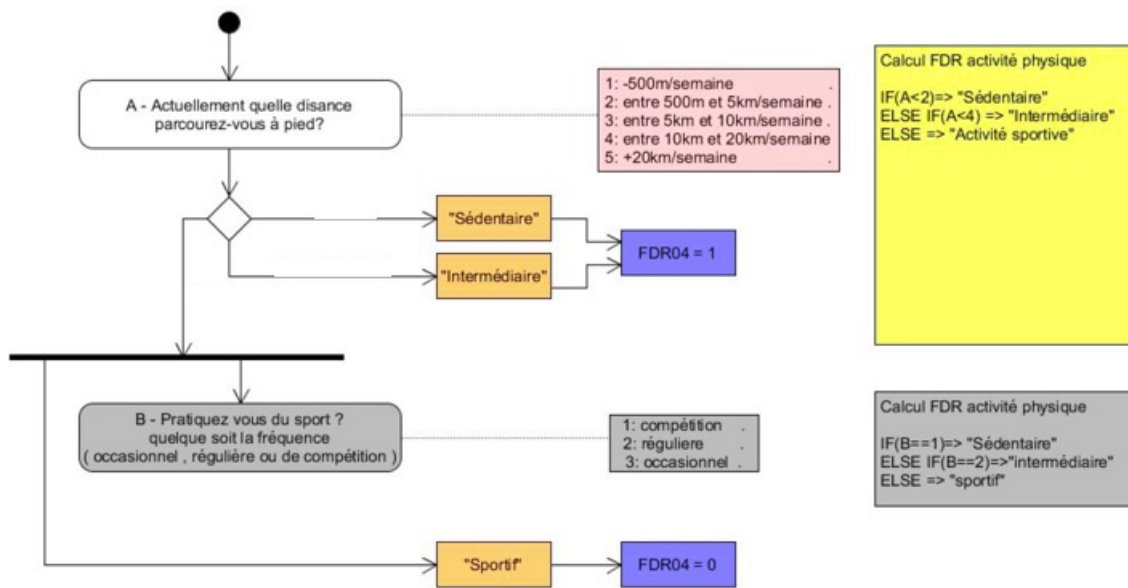 A - Actuellement quelle disance
parcourez-vous à pied?
1: -500m/semaine .
2: entre 500m et 5km/semaine .
3: entre 5km et 10km/semaine .
4: entre 10km et 20km/semaine
5: +20km/semaine .
Calcul FDR activité physique
IF(A<2)=> "Sédentaire"
ELSE IF(A<4) => "Intermédiaire"
ELSE => "Activité sportive"
"Sédentaire"
"Intermédiaire"
FDR04 = 1
B - Pratiquez vous du sport ?
quelque soit la fréquence
( occasionnel , régulière ou de compétition )
1: compétition .
2: réguliere .
3: occasionnel .
Calcul FDR activité physique
IF(B==1)=> "Sédentaire"
ELSE IF(B==2)=>"intermédiaire"
ELSE => "sportif"
"Sportif"
FDR04 = 0